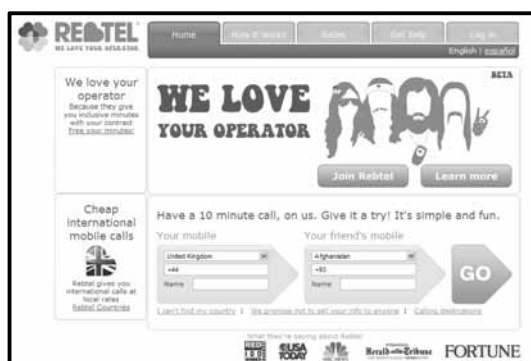 REBTEL
WE LOVE YOUR OPERATOR
Home
How it works
Rates
Get help
Log in
English | español
We love your
operator
Because they give
you inclusive minutes
with your contract
Free your minutes!
BETA
WE LOVE
YOUR OPERATOR
Join Rebtel
Learn more
Cheap
international
mobile calls
Rebtel gives you
international calls at
local rates
Rebtel Countries
Have a 10 minute call, on us. Give it a try! It's simple and fun.
Your mobile
Your friend's mobile
United Kingdom
Afghanistan
+44
+93
Name
Name
GO
I can't find my country | We promise not to sell your info to anyone | Calling destinations
What they're saying about Rebtel
RED
USA
TODAY
Herald Tribune
FORTUNE